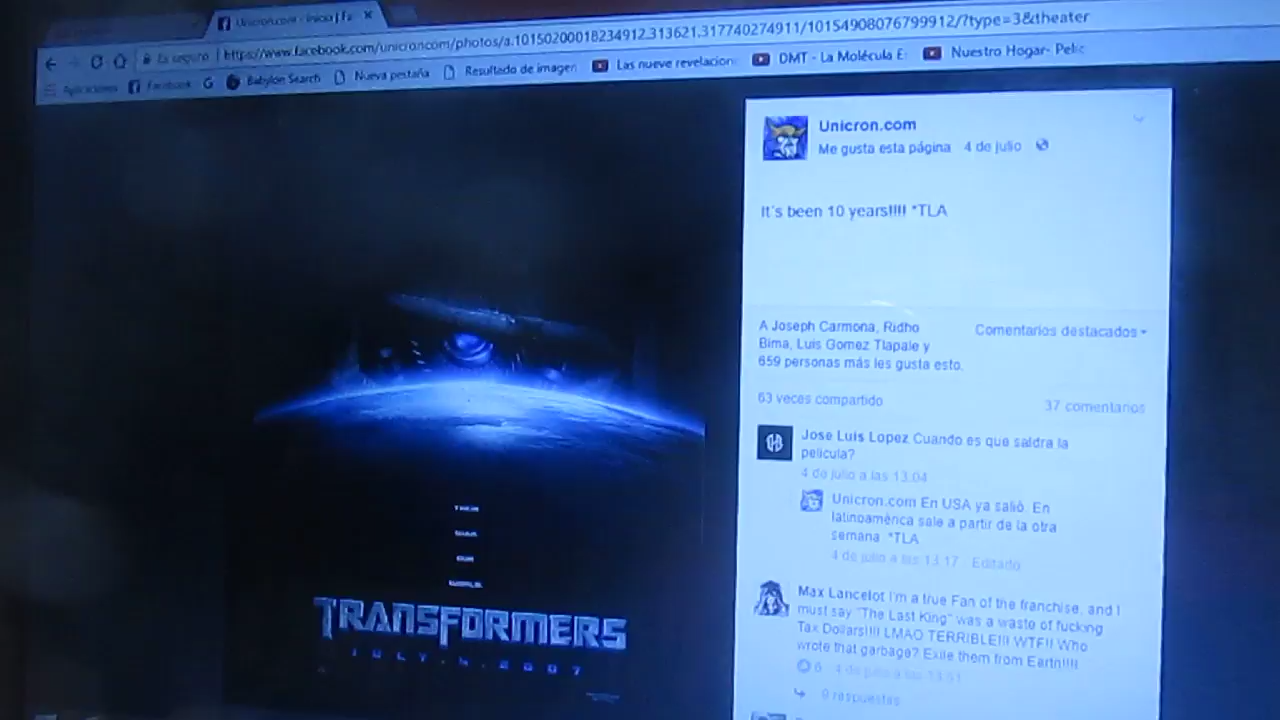 Unicron.com - Inicio | Fa
Es seguro | https://www.facebook.com/unicroncom/photos/a.10150200018234912.313621.317740274911/10154908076799912/?type=3&theater
Aplicaciones Facebook G Babylon Search Nueva pestaña Resultado de imagen Las nueve revelacion DMT - La Molécula E Nuestro Hogar- Pelic
Unicron.com
Me gusta esta página 4 de julio
It's been 10 years!!!! *TLA
A Joseph Carmona, Ridho
Bima, Luis Gomez Tlapale y
659 personas más les gusta esto.
Comentarios destacados
63 veces compartido
37 comentarios
Jose Luis Lopez Cuando es que saldra la
pelicula?
4 de julio a las 13:04
Unicron.com En USA ya salió. En
latinoamérica sale a partir de la otra
semana. *TLA
4 de julio a las 13:17 · Editado
Max Lancelot I'm a true Fan of the franchise, and I
must say "The Last King" was a waste of fucking
Tax Dollars!!!! LMAO TERRIBLE!!! WTF!! Who
wrote that garbage? Exile them from Earth!!!!
6 · 4 de julio a las 13:51
9 respuestas
THEIR
WAR
OUR
WORLD
TRANSFORMERS
JULY.4.2007